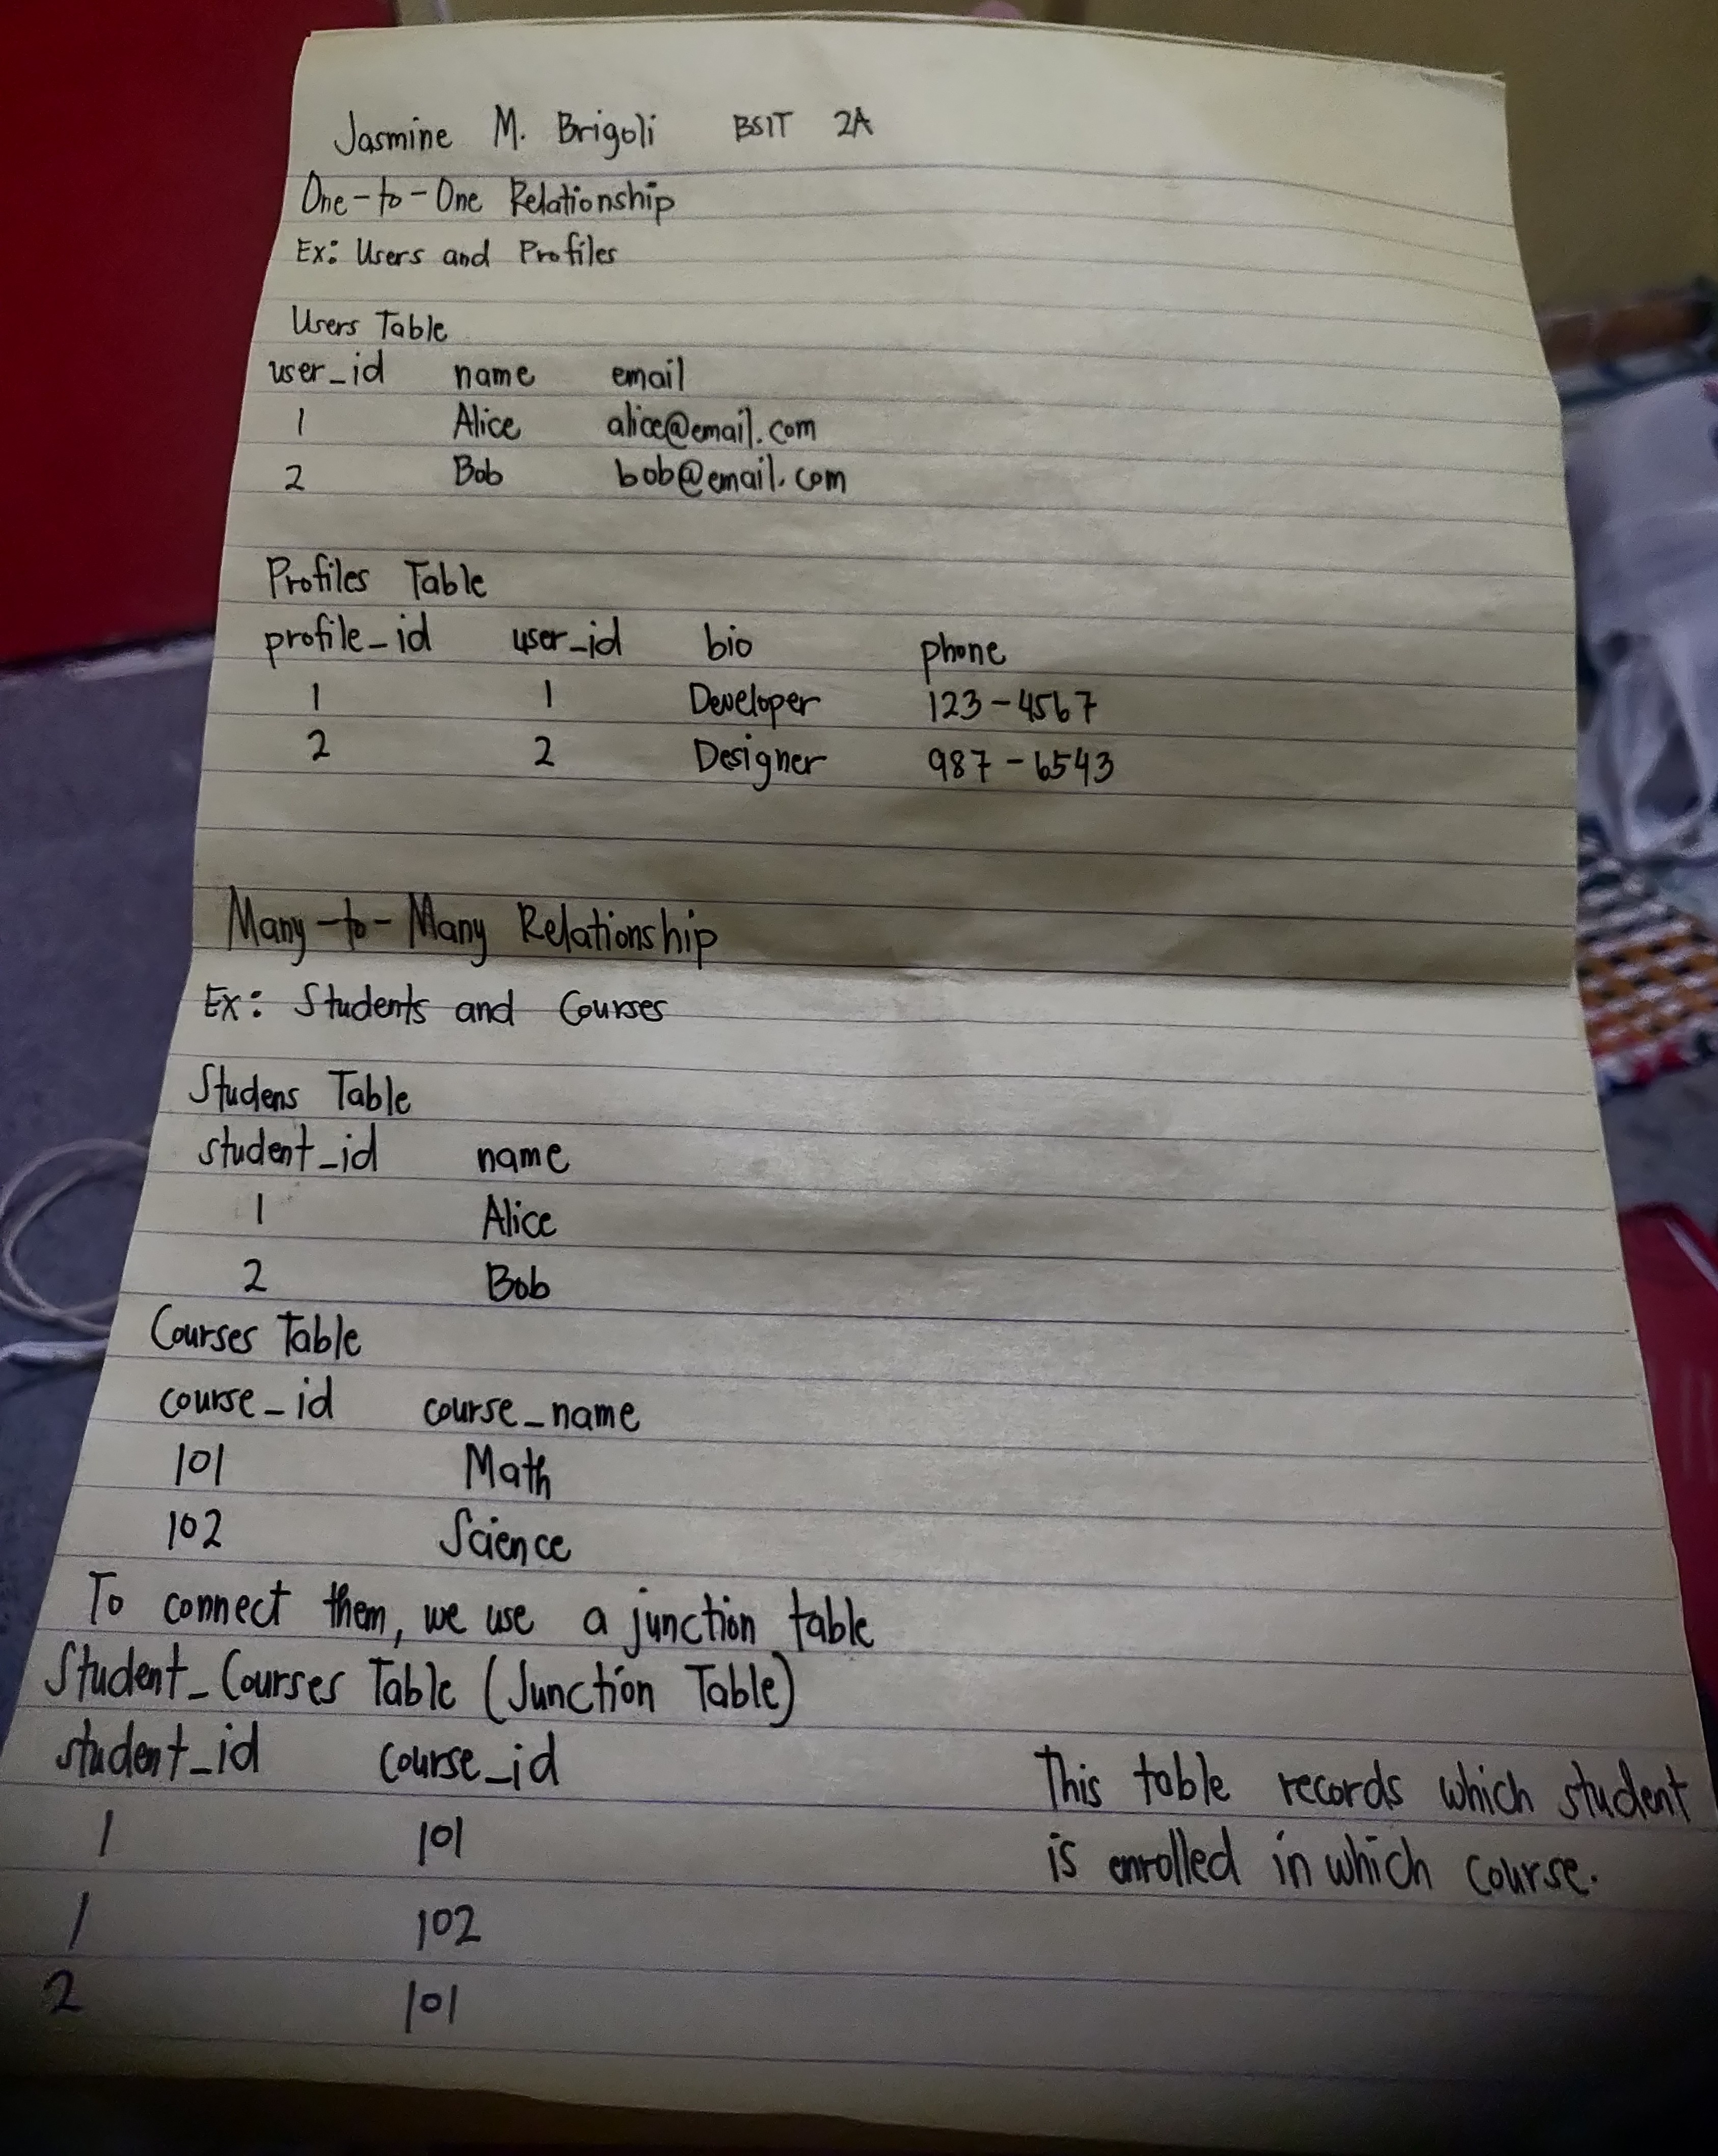 Jasmine M. Brigoli BSIT 2A
One-to-One Relationship
Ex: Users and Profiles
Users Table
user_id name email
1 Alice alice@email.com
2 Bob bob@email.com
Profiles Table
profile_id user_id bio phone
1 1 Developer 123-4567
2 2 Designer 987-6543
Many-to-Many Relationship
Ex: Students and Courses
Studens Table
student_id name
1 Alice
2 Bob
Courses Table
course_id course_name
101 Math
102 Science
To connect them, we use a junction table
Student_Courses Table (Junction Table)
student_id course_id
1 101
1 102
2 101
This table records which student
is enrolled in which course.